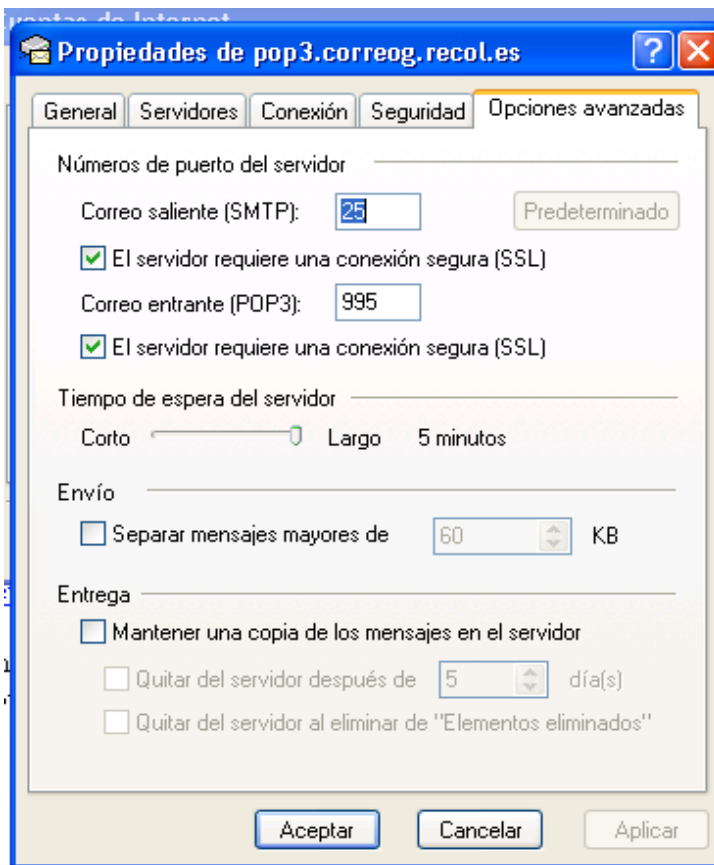 Cuentas de Internet
Propiedades de pop3.correog.recol.es
General Servidores Conexión Seguridad Opciones avanzadas
Números de puerto del servidor
Correo saliente (SMTP): 25 Predeterminado
El servidor requiere una conexión segura (SSL)
Correo entrante (POP3): 995
El servidor requiere una conexión segura (SSL)
Tiempo de espera del servidor
Corto Largo 5 minutos
Envío
Separar mensajes mayores de 60 KB
Entrega
Mantener una copia de los mensajes en el servidor
Quitar del servidor después de 5 día(s)
Quitar del servidor al eliminar de "Elementos eliminados"
Aceptar Cancelar Aplicar